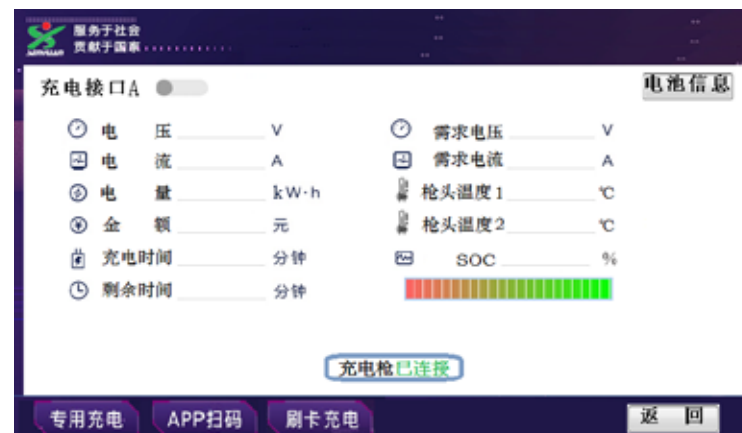 服务于社会
贡献于国家
充电接口A
电池信息
电 压 V
需求电压 V
电 流 A
需求电流 A
电 量 kW·h
枪头温度1 ℃
金 额 元
枪头温度2 ℃
充电时间 分钟
SOC %
剩余时间 分钟
充电枪已连接
专用充电 APP扫码 刷卡充电 返 回